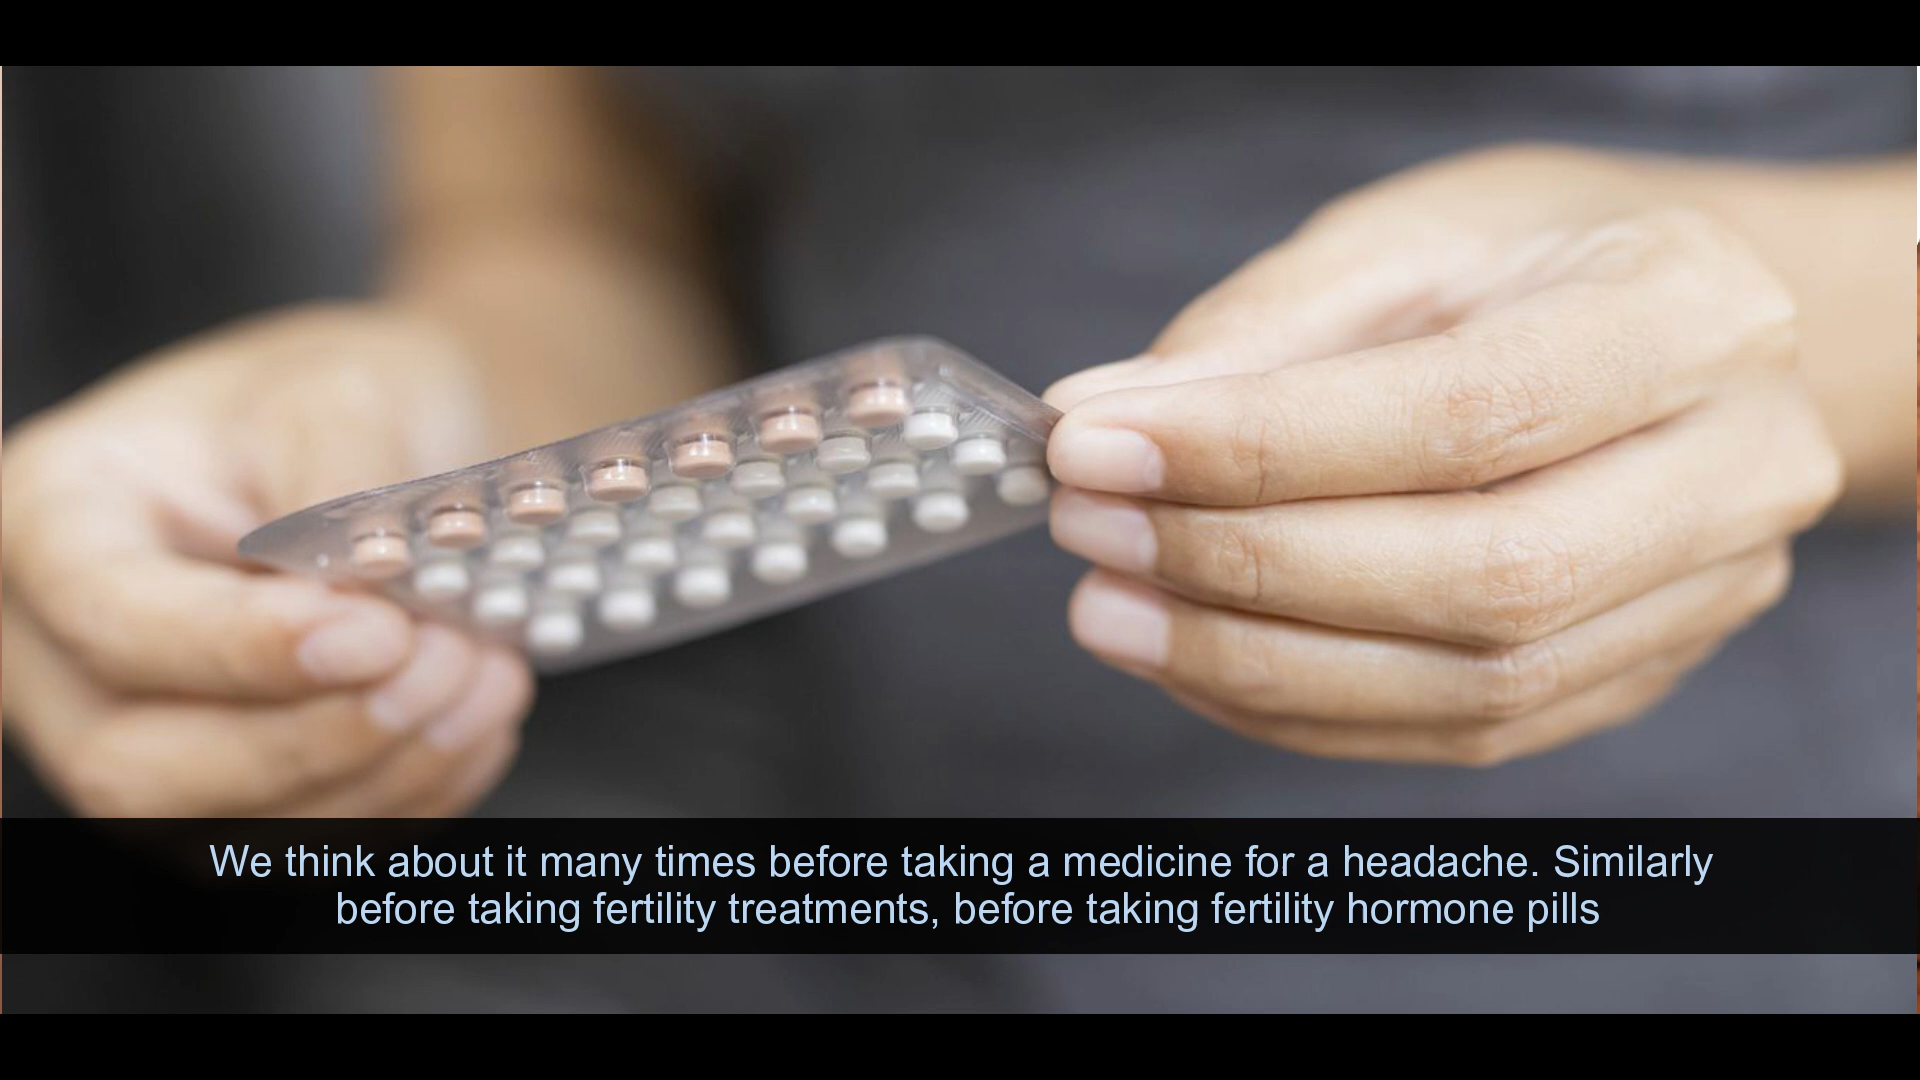 We think about it many times before taking a medicine for a headache. Similarly
before taking fertility treatments, before taking fertility hormone pills